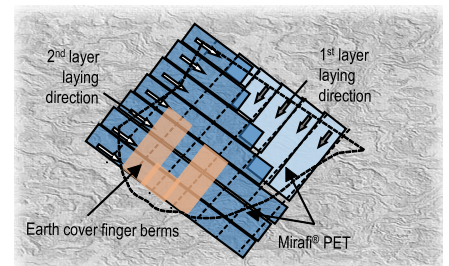 2nd layer
laying
direction
1st layer
laying
direction
Earth cover finger berms
Mirafi® PET